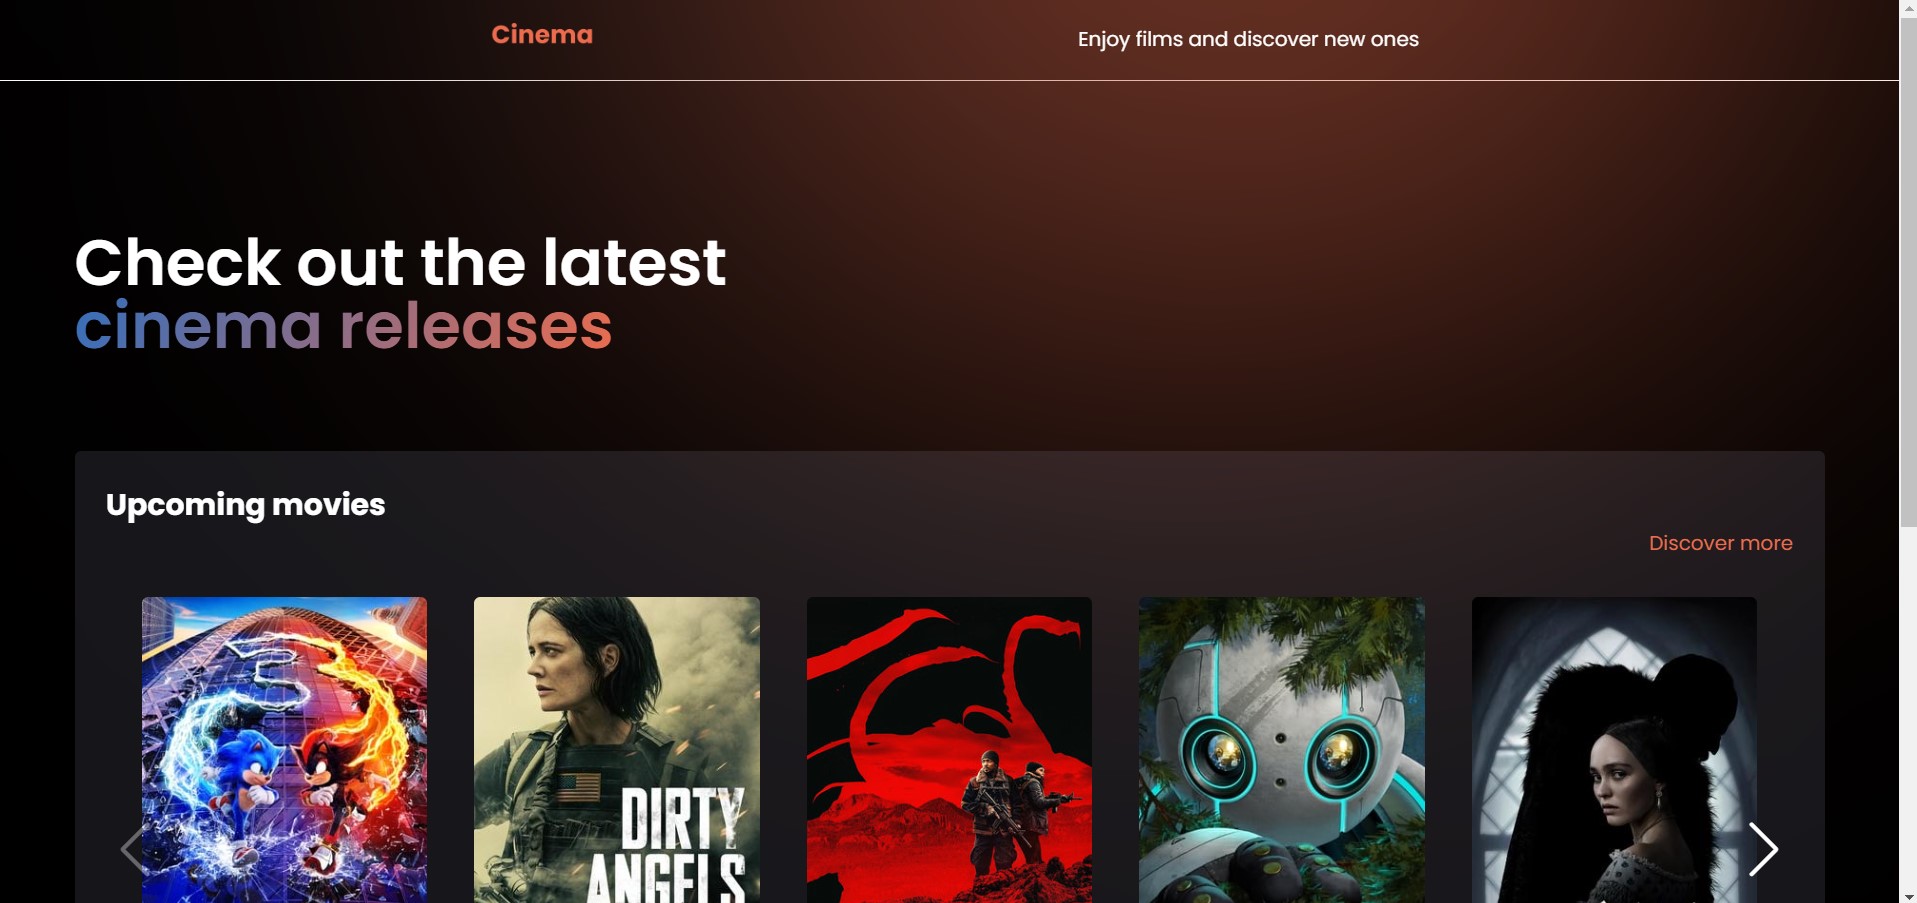 Cinema
Enjoy films and discover new ones
Check out the latest
cinema releases
Upcoming movies
Discover more
DIRTY
ANGELS